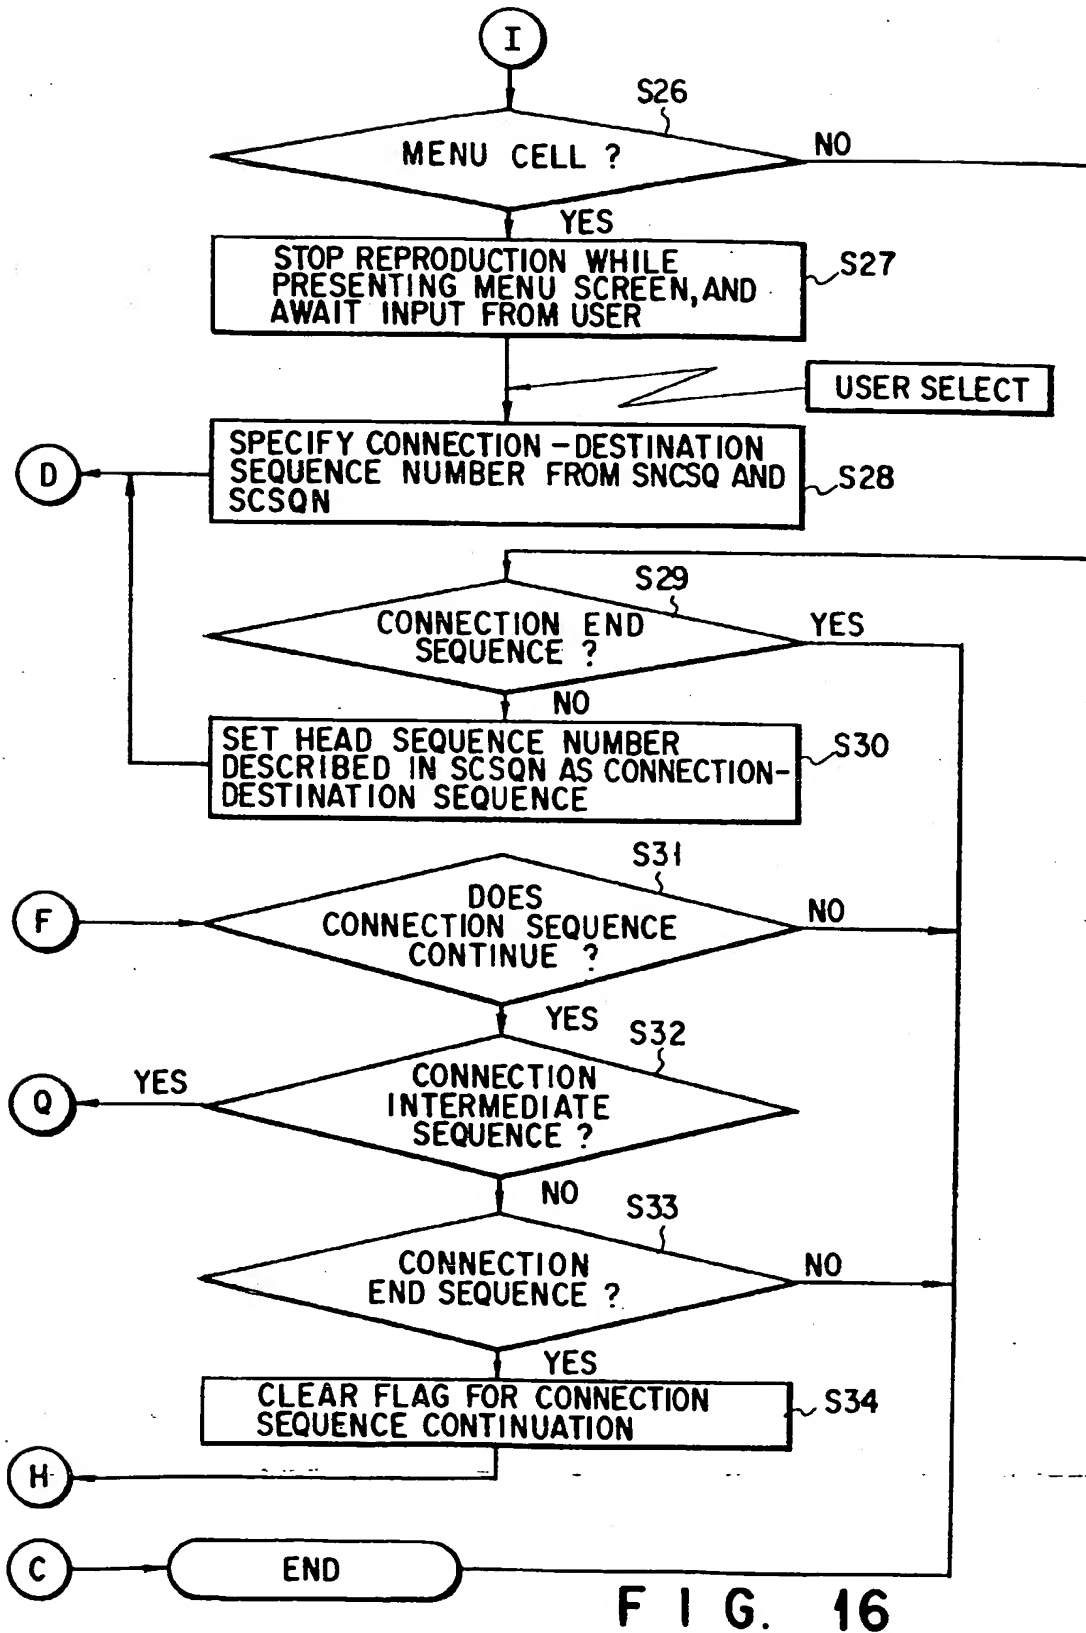 I
S26
MENU CELL ?
NO
YES
STOP REPRODUCTION WHILE
PRESENTING MENU SCREEN, AND
AWAIT INPUT FROM USER
S27
USER SELECT
SPECIFY CONNECTION-DESTINATION
SEQUENCE NUMBER FROM SNCSQ AND
SCSQN
S28
D
S29
CONNECTION END
SEQUENCE ?
YES
NO
SET HEAD SEQUENCE NUMBER
DESCRIBED IN SCSQN AS CONNECTION-
DESTINATION SEQUENCE
S30
S31
F
DOES
CONNECTION SEQUENCE
CONTINUE ?
NO
YES
S32
Q
YES
CONNECTION
INTERMEDIATE
SEQUENCE ?
NO
S33
CONNECTION
END SEQUENCE ?
NO
YES
CLEAR FLAG FOR CONNECTION
SEQUENCE CONTINUATION
S34
H
C
END
FIG. 16